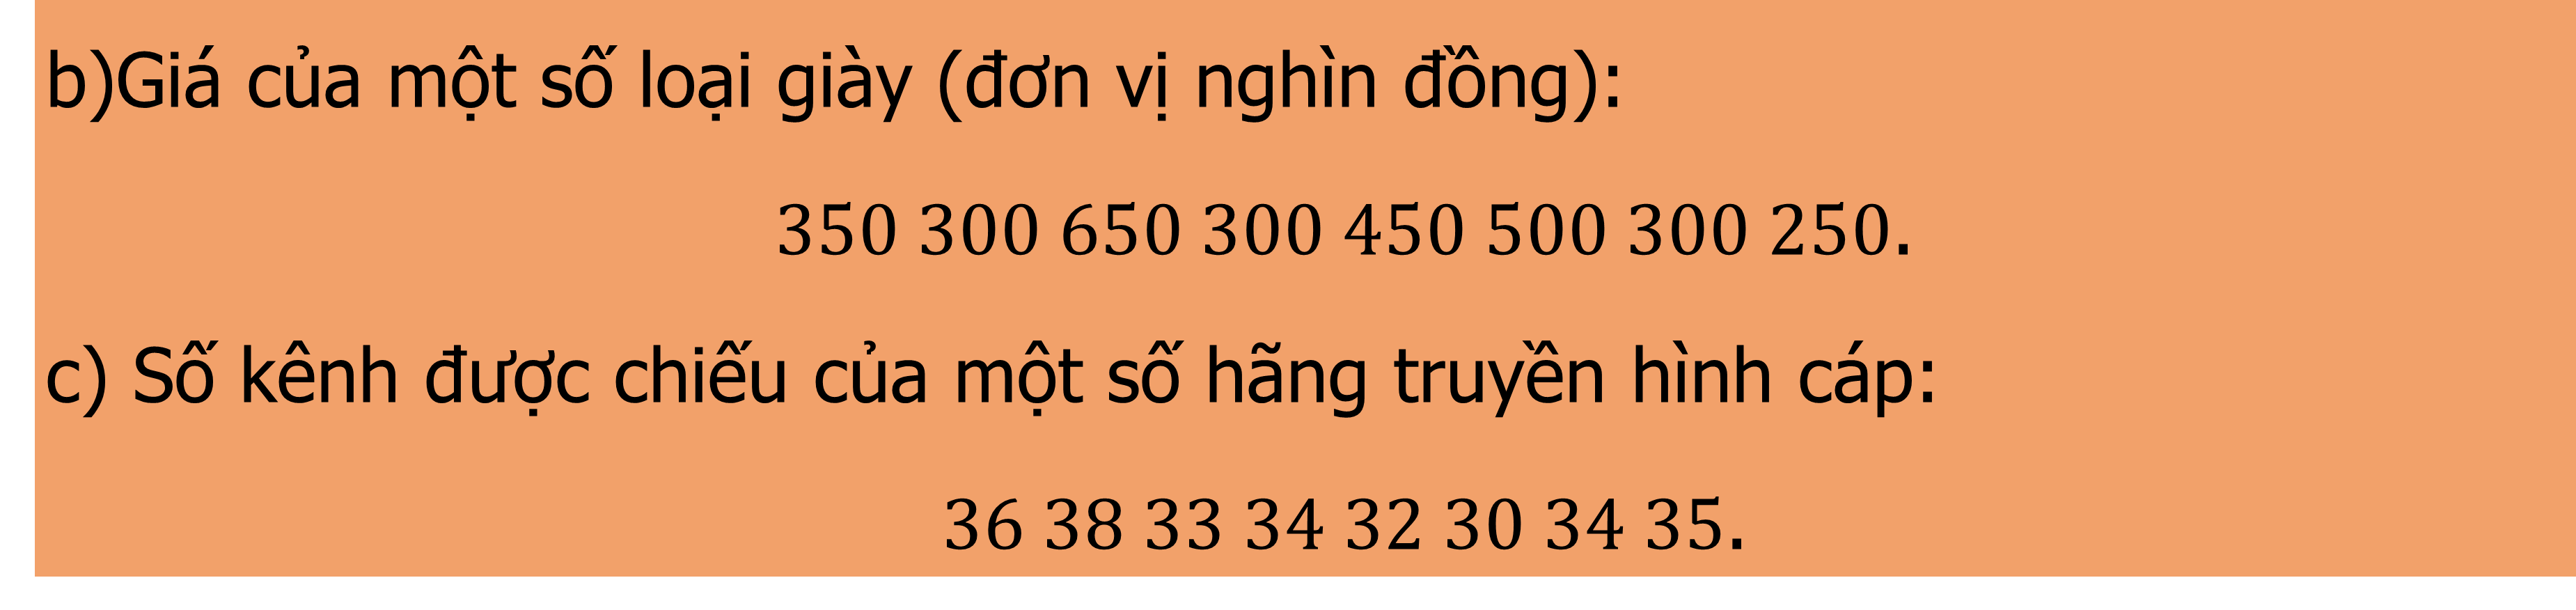 b)Giá của một số loại giày (đơn vị nghìn đồng):
350 300 650 300 450 500 300 250.
c) Số kênh được chiếu của một số hãng truyền hình cáp:
36 38 33 34 32 30 34 35.